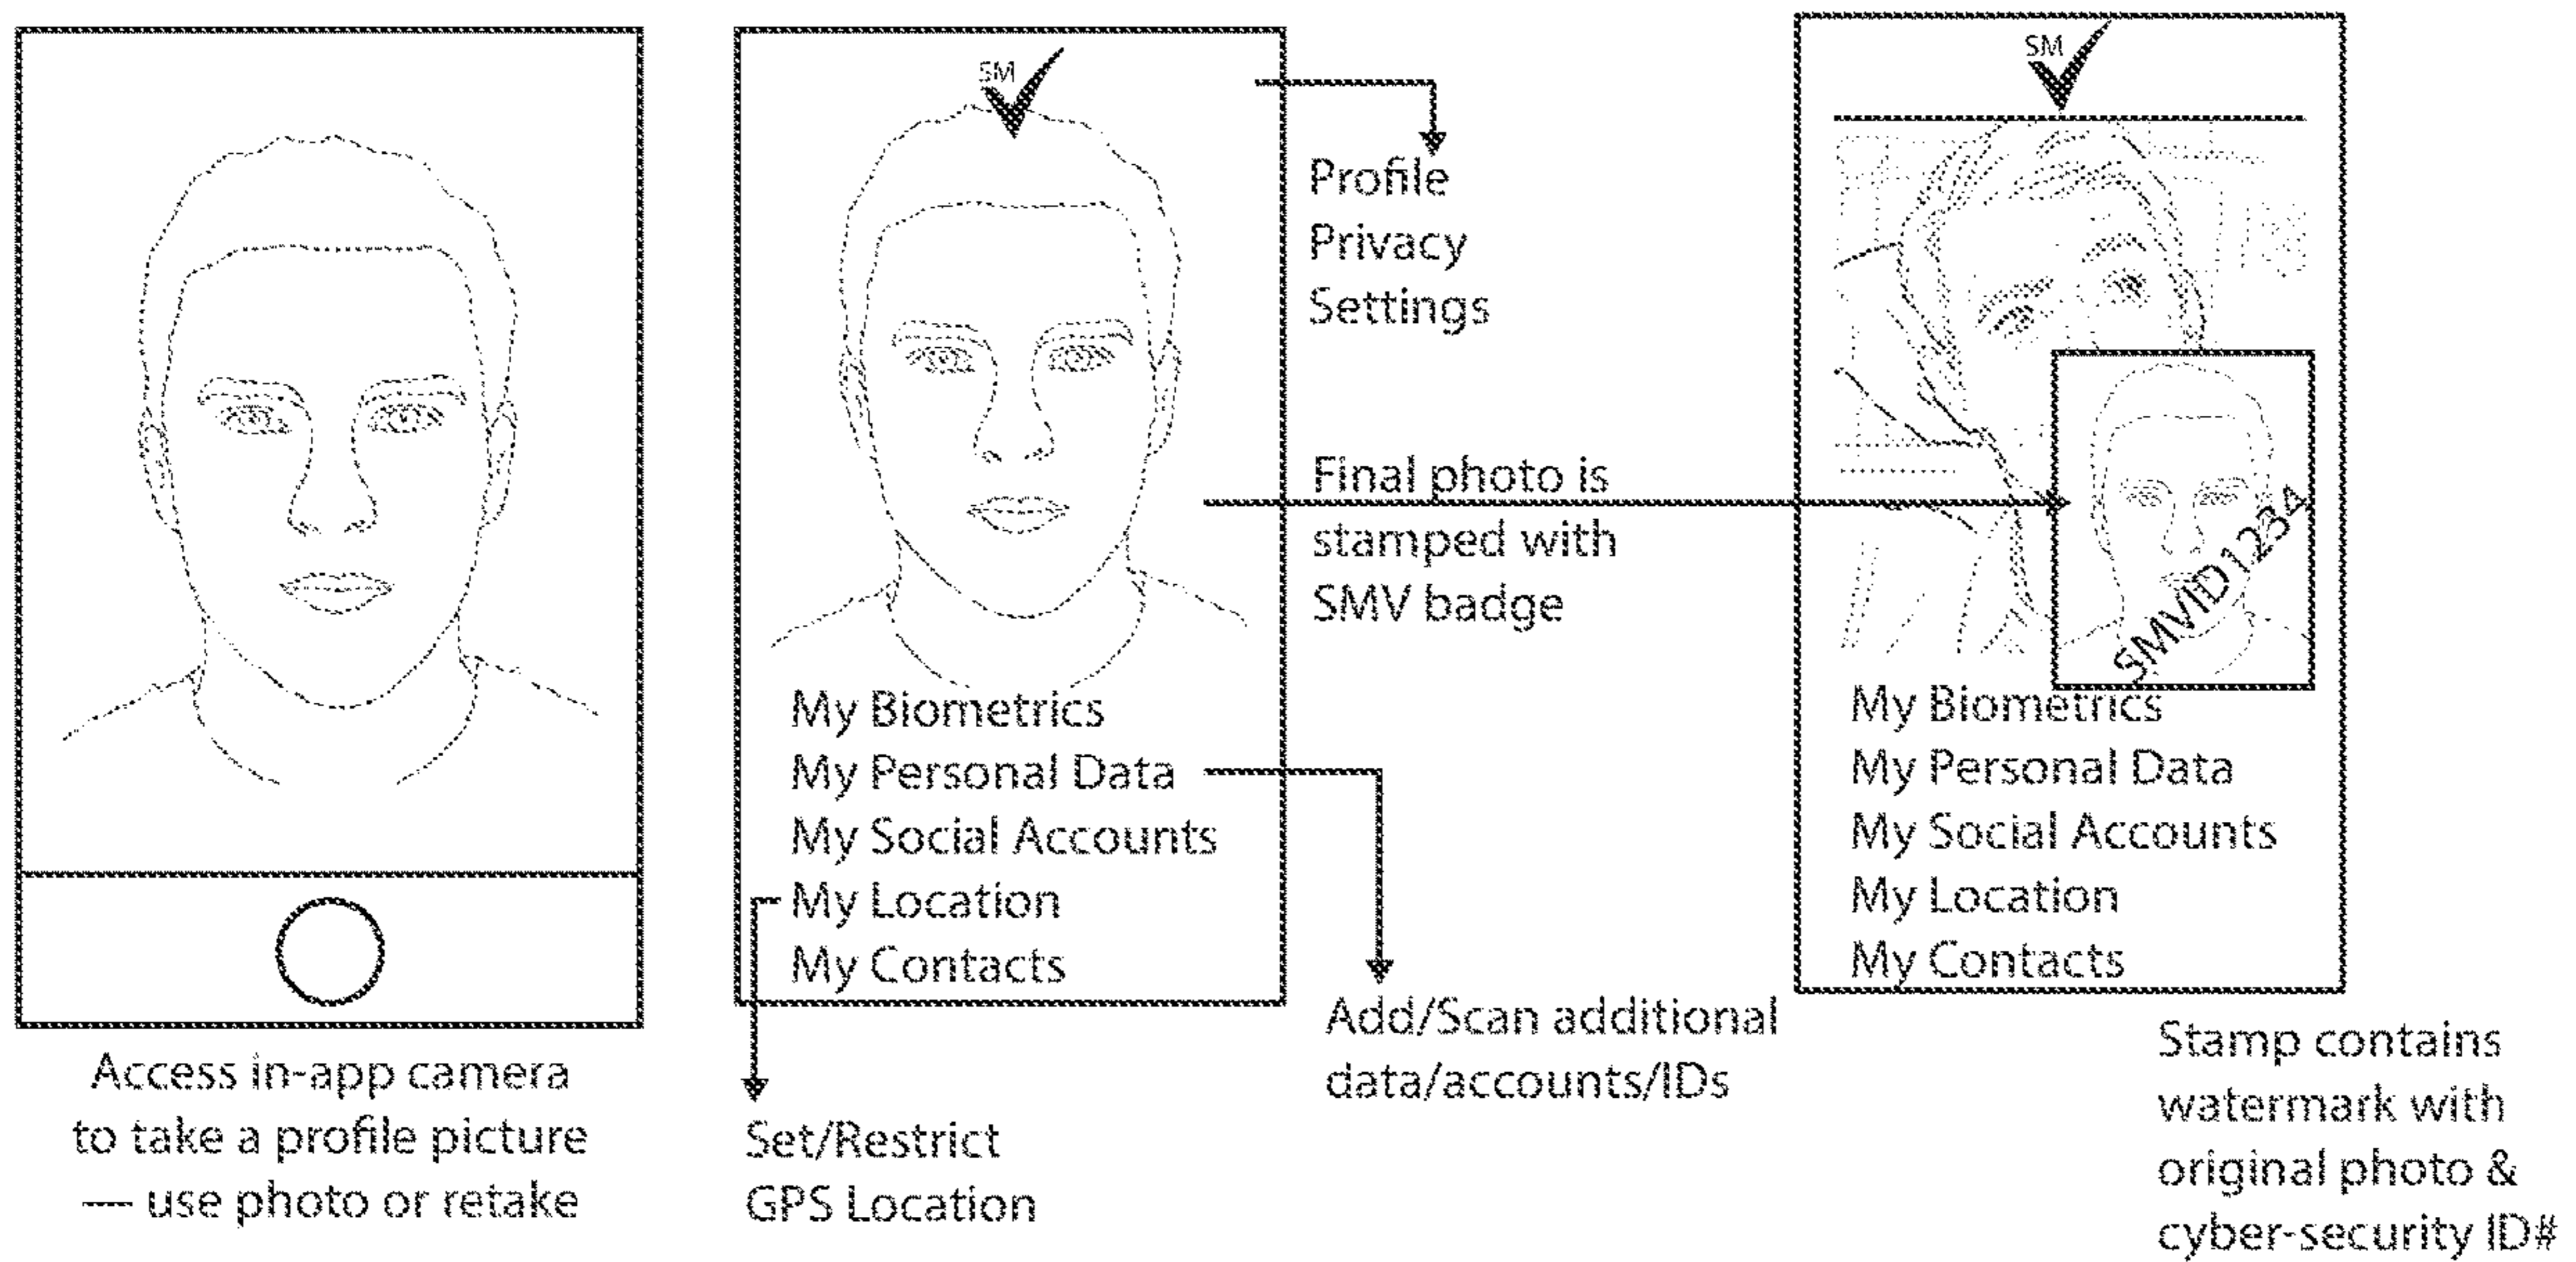 Access in-app camera
to take a profile picture
— use photo or retake
SM
My Biometrics
My Personal Data
My Social Accounts
My Location
My Contacts
Profile
Privacy
Settings
Final photo is
stamped with
SMV badge
Add/Scan additional
data/accounts/IDs
Set/Restrict
GPS Location
SM
SMVID1234
My Biometrics
My Personal Data
My Social Accounts
My Location
My Contacts
Stamp contains
watermark with
original photo &
cyber-security ID#